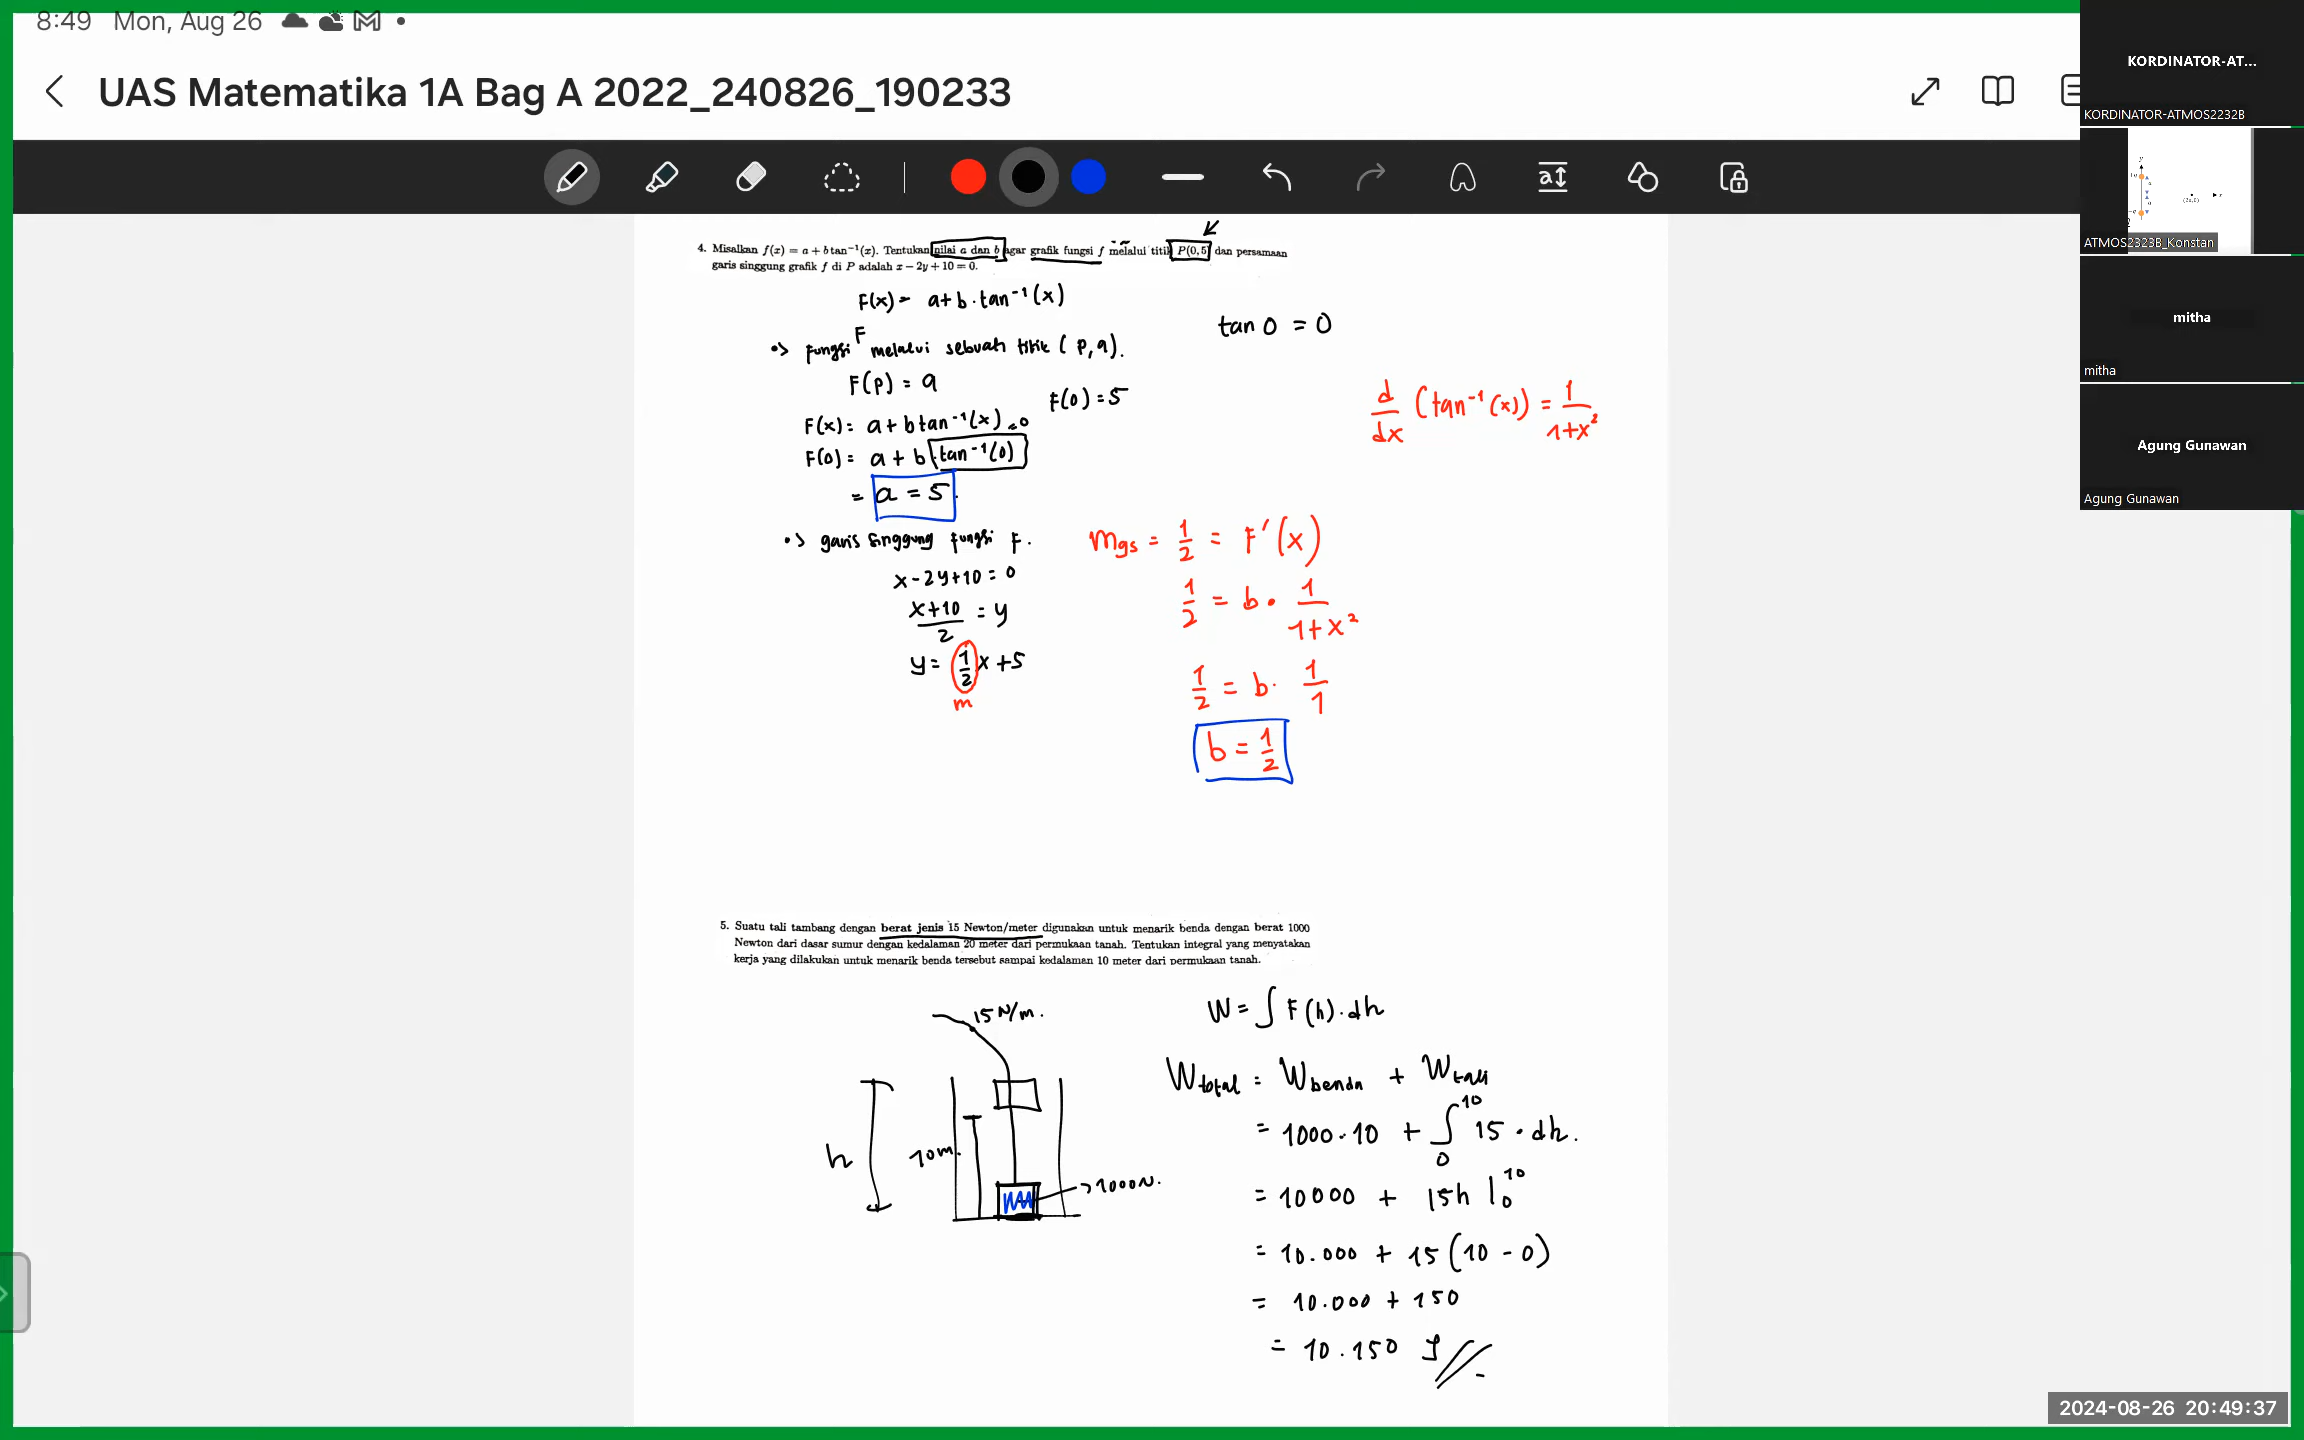 8:49 Mon, Aug 26
UAS Matematika 1A Bag A 2022_240826_190233
KORDINATOR-AT...
KORDINATOR-ATMOS2232B
ATMOS2323B_Konstan
mitha
mitha
Agung Gunawan
Agung Gunawan
4. Misalkan f(x) = a + b tan⁻¹(x). Tentukan nilai a dan b agar grafik fungsi f melalui titik P(0,5) dan persamaan
garis singgung grafik f di P adalah x − 2y + 10 = 0.
F(x) = a+b.tan⁻¹(x)
tan 0 = 0
•> fungsi F melalui sebuah titik (p,q).
F(p) = q
F(0) = 5
F(x) = a+b tan⁻¹(x) =0
F(0) = a + b.tan⁻¹(0)
= a = 5.
d/dx (tan⁻¹(x)) = 1/1+x²
•> garis singgung fungsi F.
x-2y+10=0
x+10/2 = y
y = 1/2 x +5
m
mgs = 1/2 = F'(x)
1/2 = b • 1/1+x²
1/2 = b. 1/1
b = 1/2
5. Suatu tali tambang dengan berat jenis 15 Newton/meter digunakan untuk menarik benda dengan berat 1000
Newton dari dasar sumur dengan kedalaman 20 meter dari permukaan tanah. Tentukan integral yang menyatakan
kerja yang dilakukan untuk menarik benda tersebut sampai kedalaman 10 meter dari permukaan tanah.
15 N/m.
h
10m.
1000N.
W = ∫ F(h).dh
Wtotal = Wbenda + Wtali
= 1000.10 + ∫₀¹⁰ 15.dh.
= 10000 + 15h |₀¹⁰
= 10.000 + 15(10 - 0)
= 10.000 + 150
= 10.150 J
2024-08-26 20:49:37